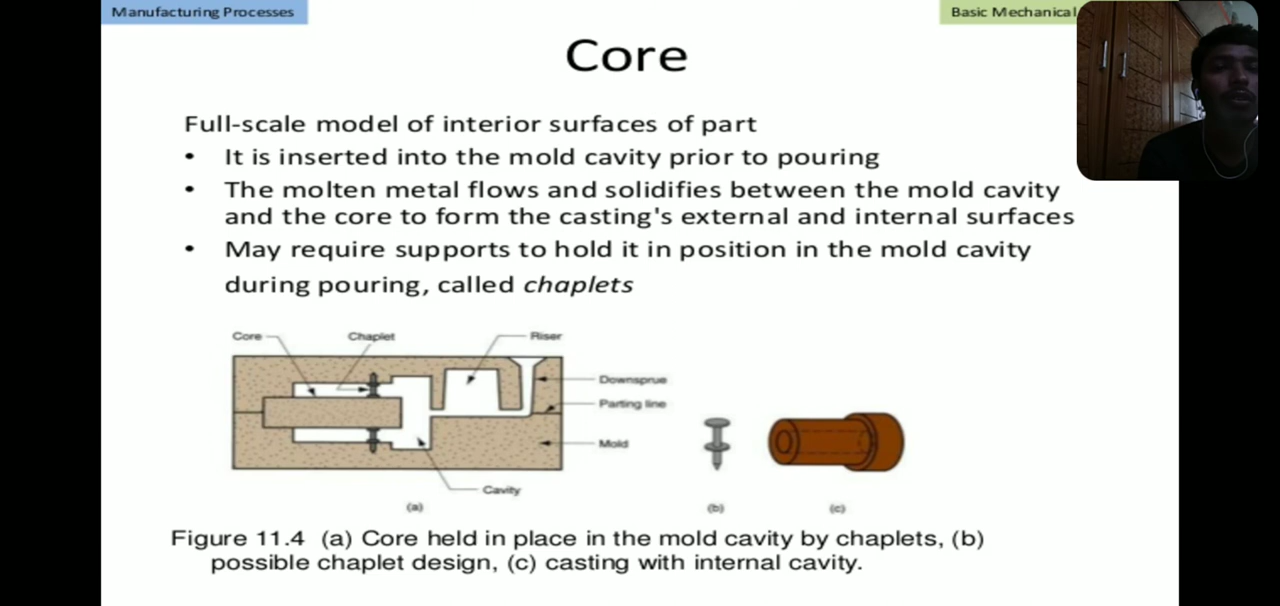 Manufacturing Processes
Basic Mechanical
Core
Full-scale model of interior surfaces of part
• It is inserted into the mold cavity prior to pouring
• The molten metal flows and solidifies between the mold cavity
and the core to form the casting's external and internal surfaces
• May require supports to hold it in position in the mold cavity
during pouring, called chaplets
Core
Chaplet
Riser
Downsprue
Parting line
Mold
Cavity
(a)
(b)
(c)
Figure 11.4 (a) Core held in place in the mold cavity by chaplets, (b)
possible chaplet design, (c) casting with internal cavity.